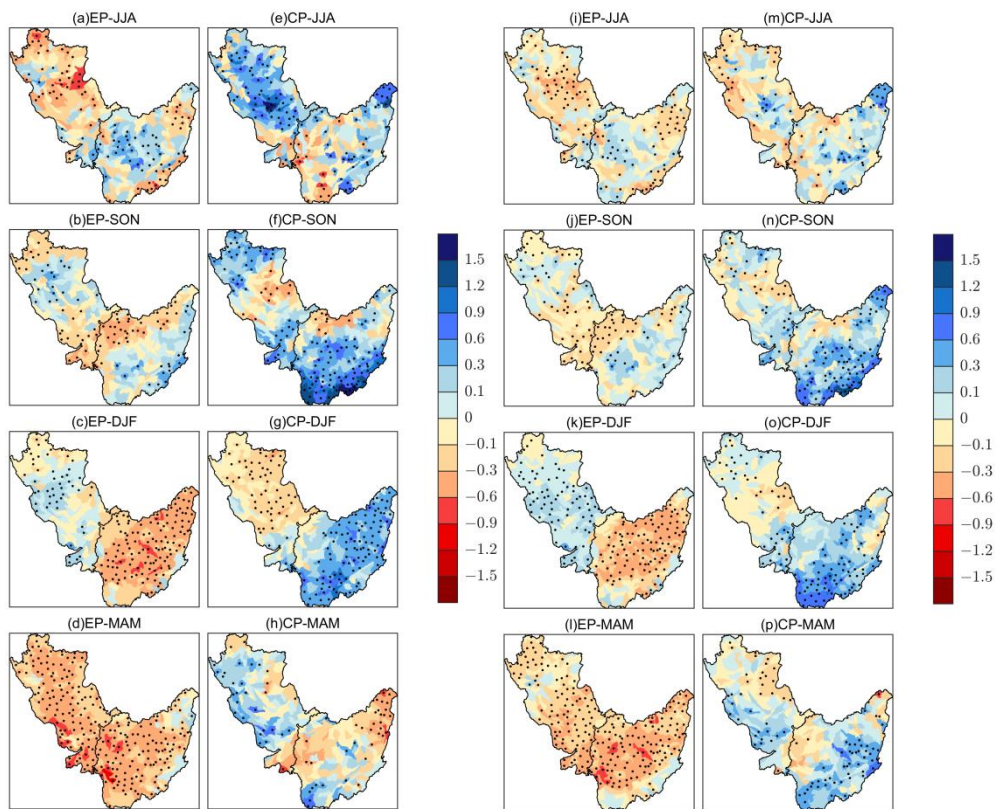 (a)EP-JJA
(e)CP-JJA
(i)EP-JJA
(m)CP-JJA
(b)EP-SON
(f)CP-SON
(j)EP-SON
(n)CP-SON
1.5
1.2
0.9
0.6
0.3
0.1
0
−0.1
−0.3
−0.6
−0.9
−1.2
−1.5
1.5
1.2
0.9
0.6
0.3
0.1
0
−0.1
−0.3
−0.6
−0.9
−1.2
−1.5
(c)EP-DJF
(g)CP-DJF
(k)EP-DJF
(o)CP-DJF
(d)EP-MAM
(h)CP-MAM
(l)EP-MAM
(p)CP-MAM